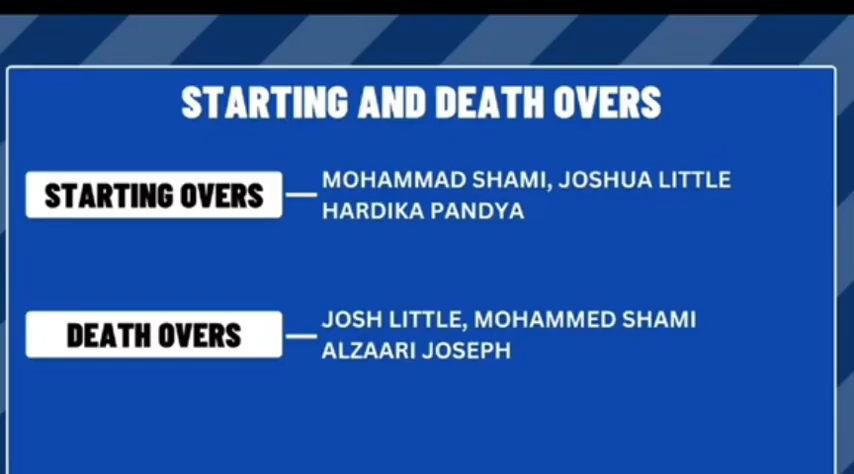 STARTING AND DEATH OVERS
STARTING OVERS
MOHAMMAD SHAMI, JOSHUA LITTLE
HARDIKA PANDYA
DEATH OVERS
JOSH LITTLE, MOHAMMED SHAMI
ALZAARI JOSEPH